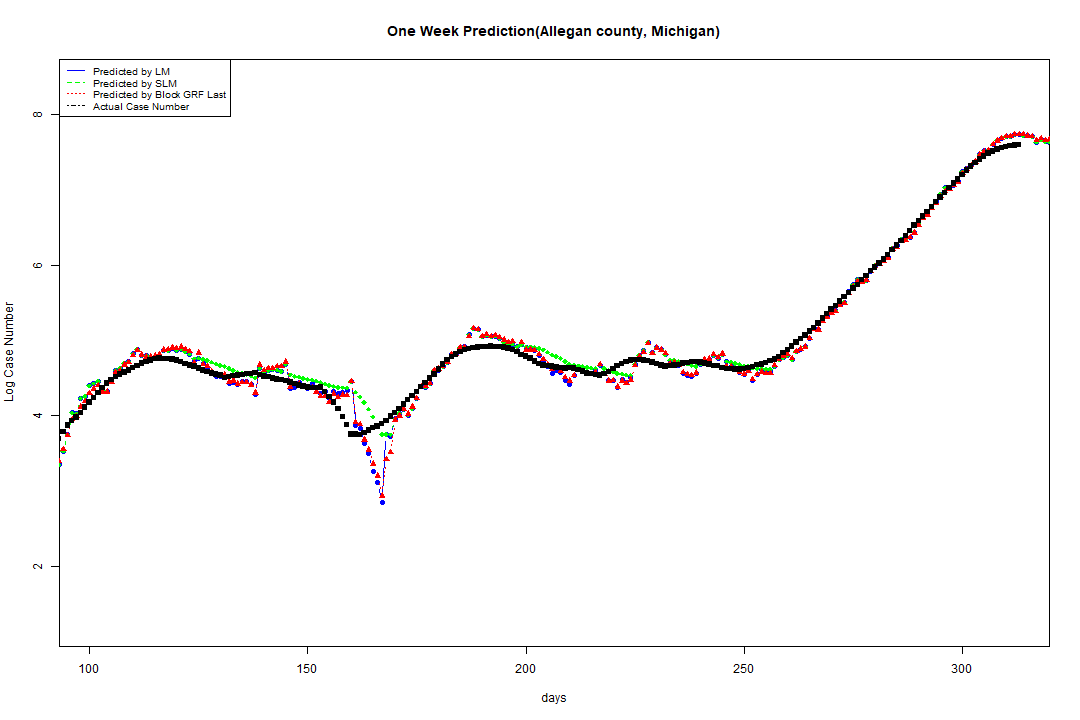 One Week Prediction(Allegan county, Michigan)
Predicted by LM
Predicted by SLM
Predicted by Block GRF Last
Actual Case Number
8
6
4
2
Log Case Number
100 150 200 250 300
days